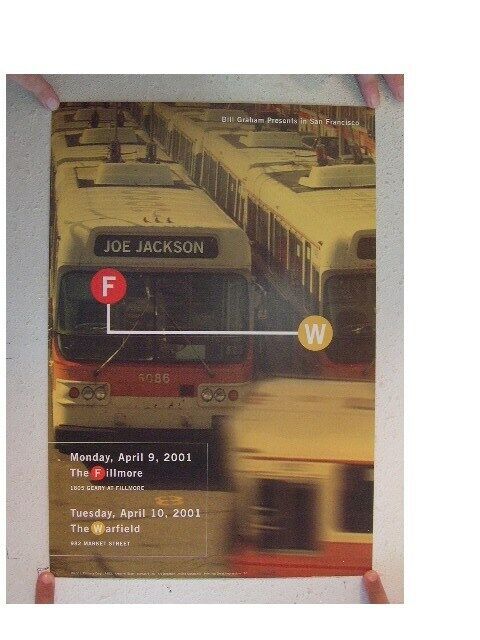 Bill Graham Presents in San Francisco
JOE JACKSON
F
W
6086
Monday, April 9, 2001
The Fillmore
1805 GEARY AT FILLMORE
Tuesday, April 10, 2001
The Warfield
982 MARKET STREET